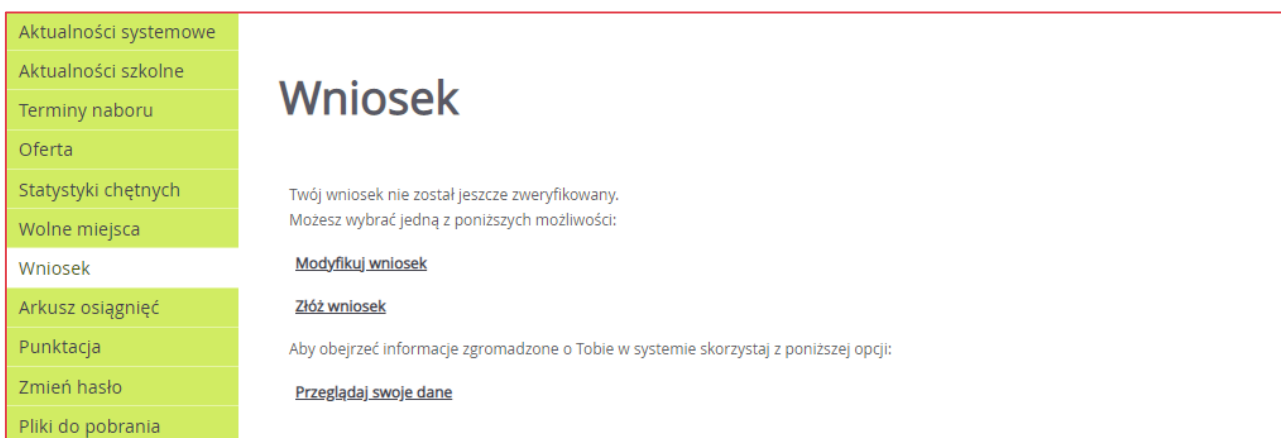 Aktualności systemowe
Aktualności szkolne
Terminy naboru
Oferta
Statystyki chętnych
Wolne miejsca
Wniosek
Arkusz osiągnięć
Punktacja
Zmień hasło
Pliki do pobrania
Wniosek
Twój wniosek nie został jeszcze zweryfikowany.
Możesz wybrać jedną z poniższych możliwości:
Modyfikuj wniosek
Złóż wniosek
Aby obejrzeć informacje zgromadzone o Tobie w systemie skorzystaj z poniższej opcji:
Przeglądaj swoje dane